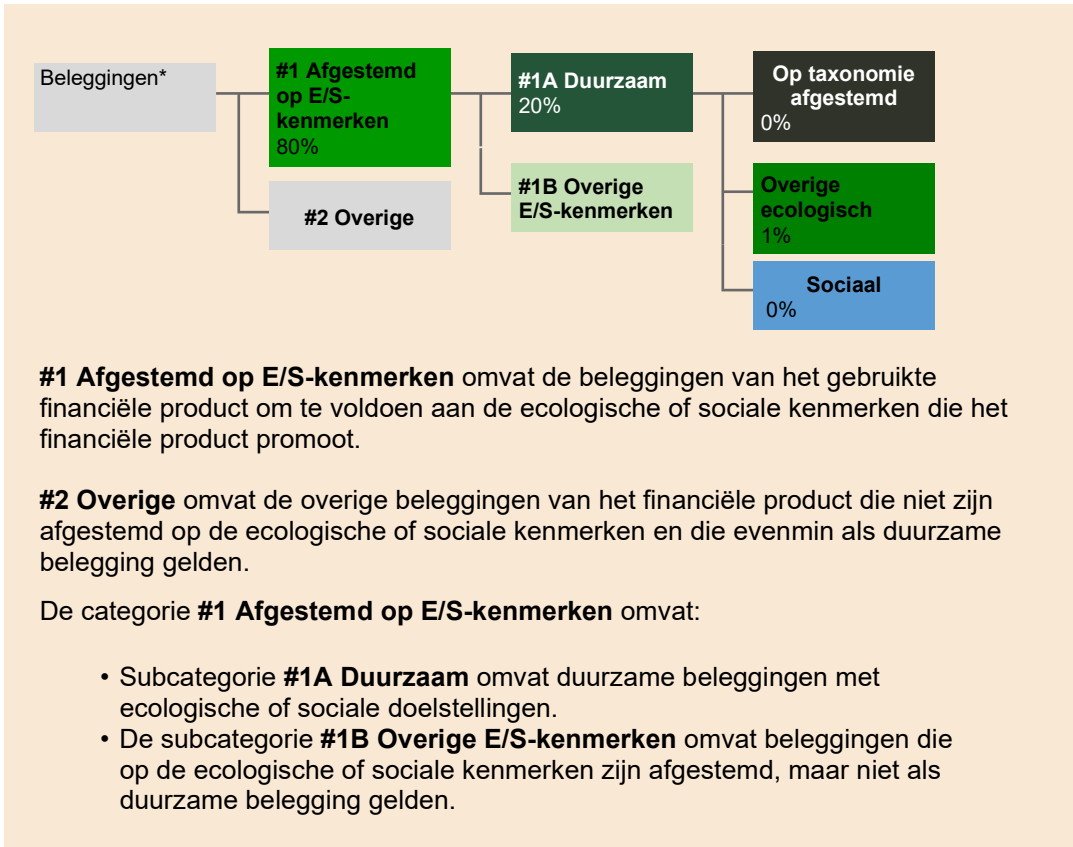 Beleggingen*
#1 Afgestemd
op E/S-
kenmerken
80%
#2 Overige
#1A Duurzaam
20%
#1B Overige
E/S-kenmerken
Op taxonomie
afgestemd
0%
Overige
ecologisch
1%
Sociaal
0%
#1 Afgestemd op E/S-kenmerken omvat de beleggingen van het gebruikte
financiële product om te voldoen aan de ecologische of sociale kenmerken die het
financiële product promoot.
#2 Overige omvat de overige beleggingen van het financiële product die niet zijn
afgestemd op de ecologische of sociale kenmerken en die evenmin als duurzame
belegging gelden.
De categorie #1 Afgestemd op E/S-kenmerken omvat:
• Subcategorie #1A Duurzaam omvat duurzame beleggingen met
ecologische of sociale doelstellingen.
• De subcategorie #1B Overige E/S-kenmerken omvat beleggingen die
op de ecologische of sociale kenmerken zijn afgestemd, maar niet als
duurzame belegging gelden.